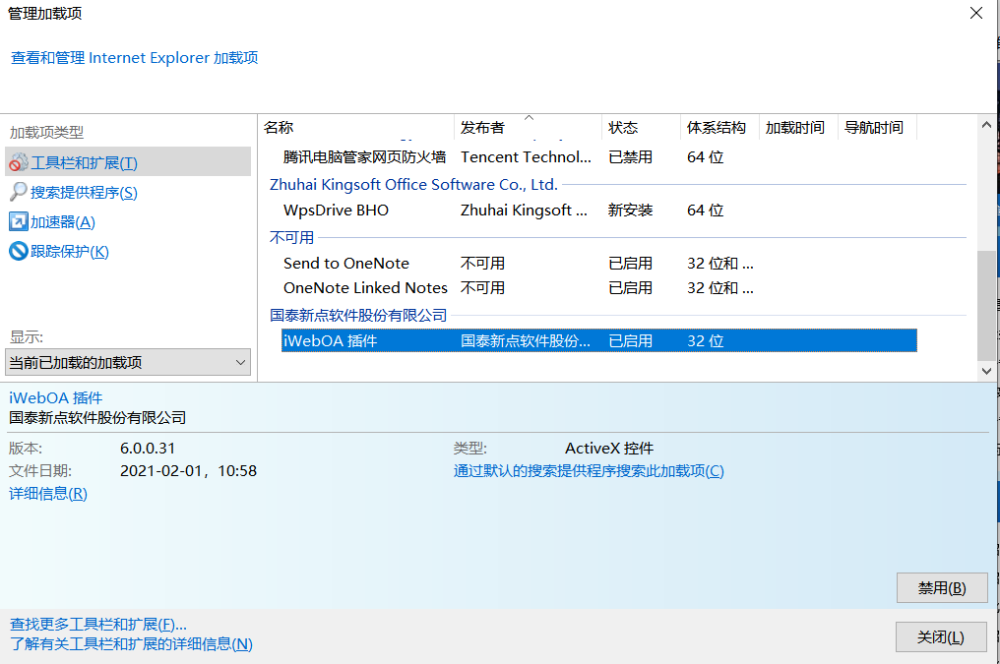 管理加载项
查看和管理 Internet Explorer 加载项
加载项类型
工具栏和扩展(T)
搜索提供程序(S)
加速器(A)
跟踪保护(K)
显示:
当前已加载的加载项
名称 发布者 状态 体系结构 加载时间 导航时间
腾讯电脑管家网页防火墙 Tencent Technol... 已禁用 64 位
Zhuhai Kingsoft Office Software Co., Ltd.
WpsDrive BHO Zhuhai Kingsoft ... 新安装 64 位
不可用
Send to OneNote 不可用 已启用 32 位和 ...
OneNote Linked Notes 不可用 已启用 32 位和 ...
国泰新点软件股份有限公司
iWebOA 插件 国泰新点软件股份... 已启用 32 位
iWebOA 插件
国泰新点软件股份有限公司
版本: 6.0.0.31 类型: ActiveX 控件
文件日期: 2021-02-01，10:58 通过默认的搜索提供程序搜索此加载项(C)
详细信息(R)
禁用(B)
查找更多工具栏和扩展(F)...
了解有关工具栏和扩展的详细信息(N)
关闭(L)